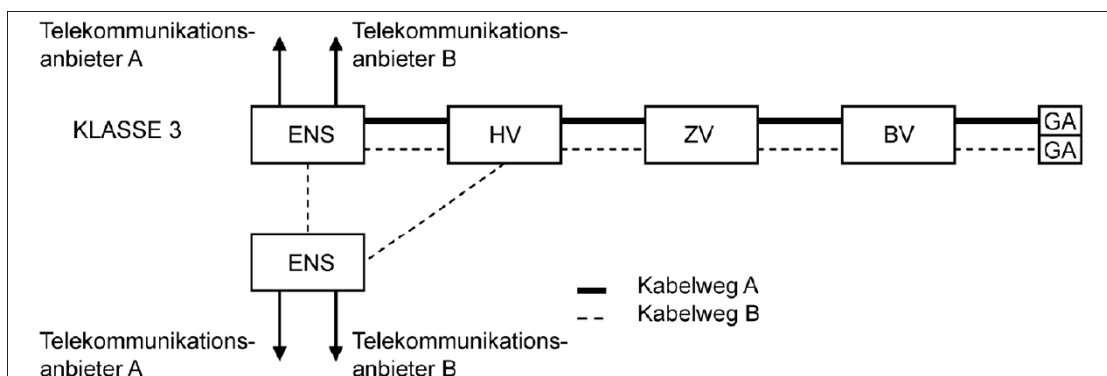 Telekommunikations-
anbieter A
Telekommunikations-
anbieter B
KLASSE 3
ENS
HV
ZV
BV
GA
GA
ENS
Kabelweg A
Kabelweg B
Telekommunikations-
anbieter A
Telekommunikations-
anbieter B